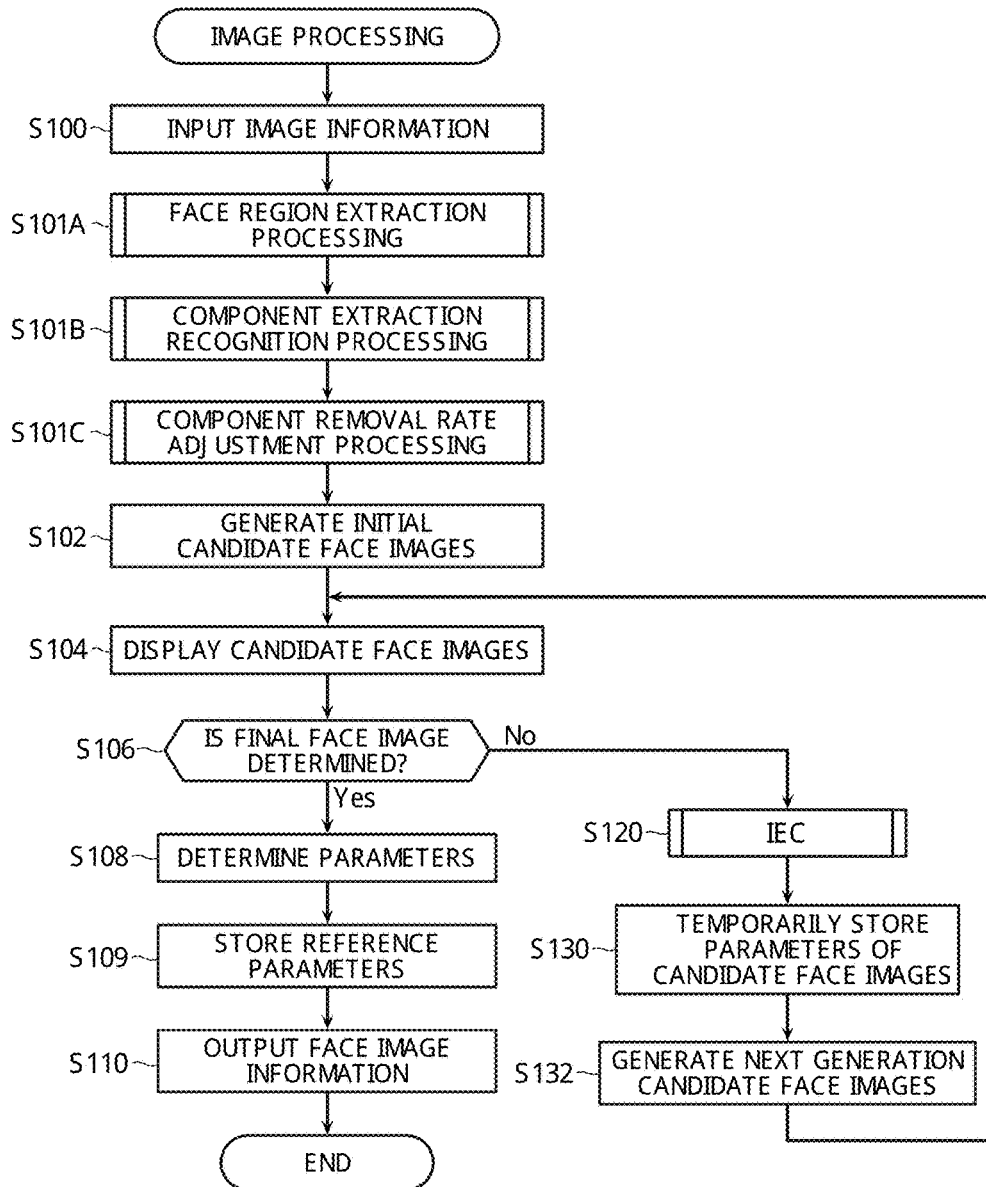 IMAGE PROCESSING
S100
INPUT IMAGE INFORMATION
S101A
FACE REGION EXTRACTION
PROCESSING
S101B
COMPONENT EXTRACTION
RECOGNITION PROCESSING
S101C
COMPONENT REMOVAL RATE
ADJUSTMENT PROCESSING
S102
GENERATE INITIAL
CANDIDATE FACE IMAGES
S104
DISPLAY CANDIDATE FACE IMAGES
S106
IS FINAL FACE IMAGE
DETERMINED?
No
Yes
S108
DETERMINE PARAMETERS
S109
STORE REFERENCE
PARAMETERS
S110
OUTPUT FACE IMAGE
INFORMATION
END
S120
IEC
S130
TEMPORARILY STORE
PARAMETERS OF
CANDIDATE FACE IMAGES
S132
GENERATE NEXT GENERATION
CANDIDATE FACE IMAGES